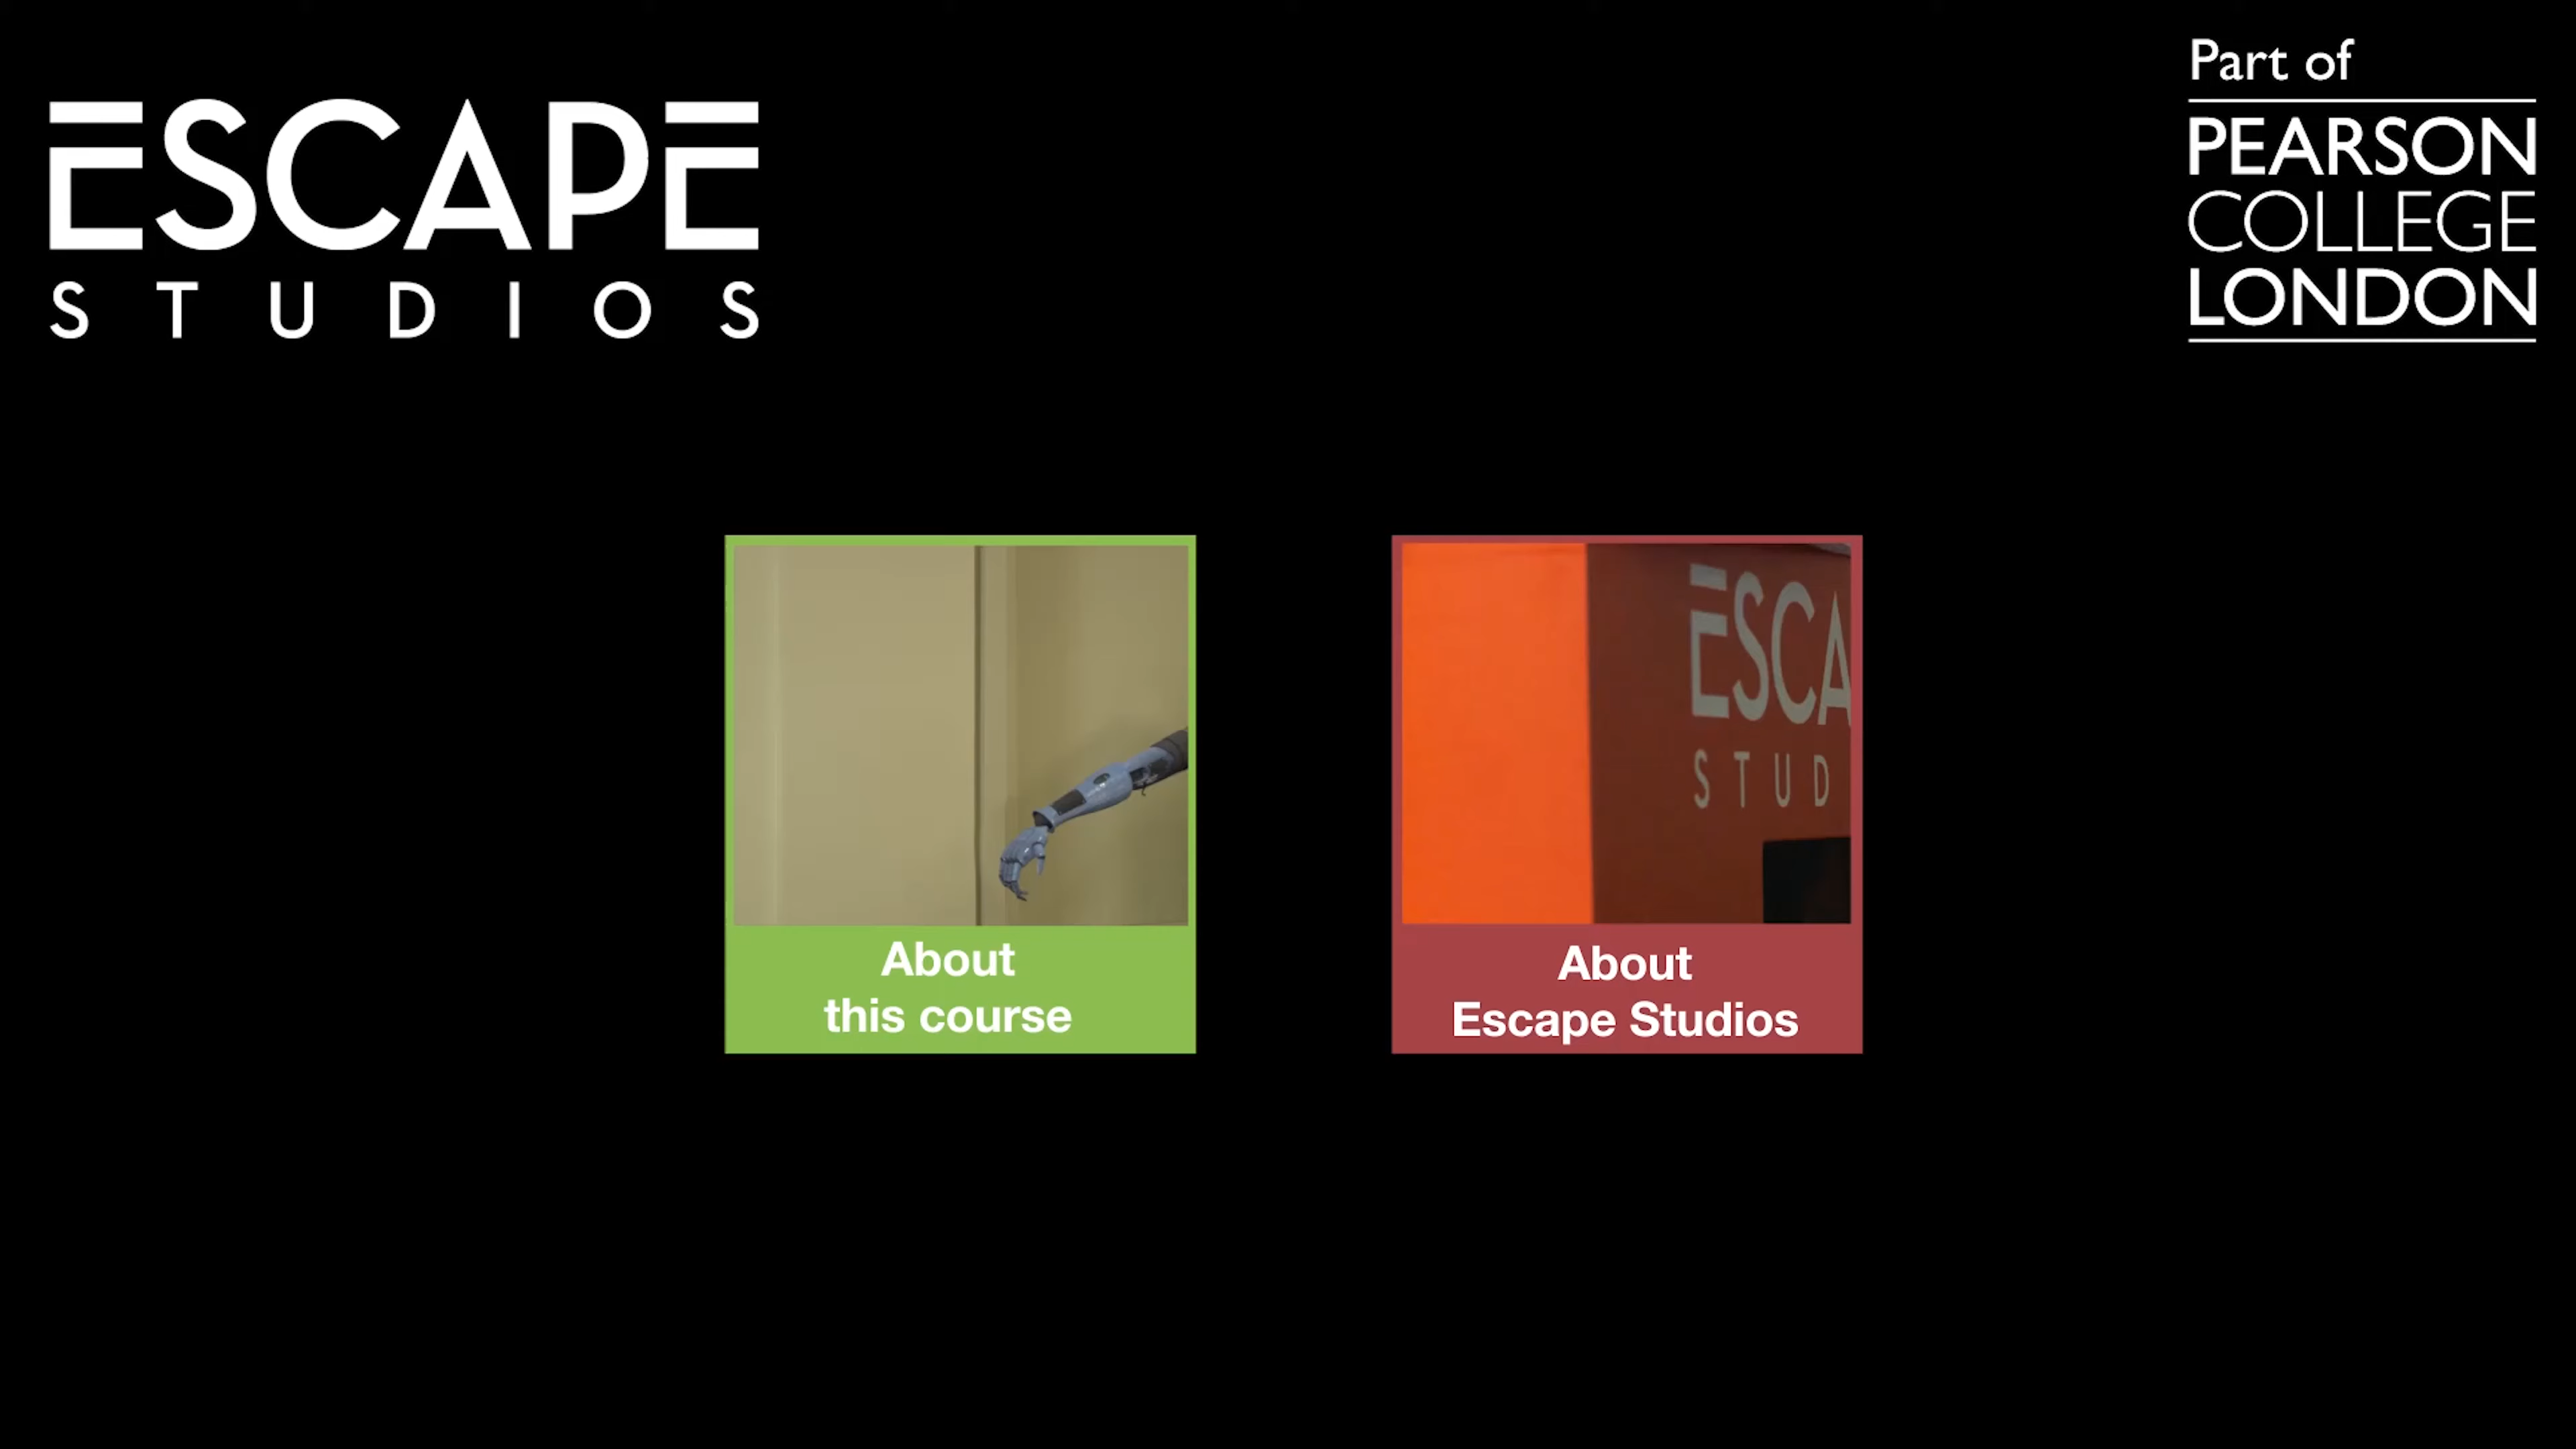 ESCAPE
STUDIOS
Part of
PEARSON
COLLEGE
LONDON
ESCA
STUD
About
this course
About
Escape Studios